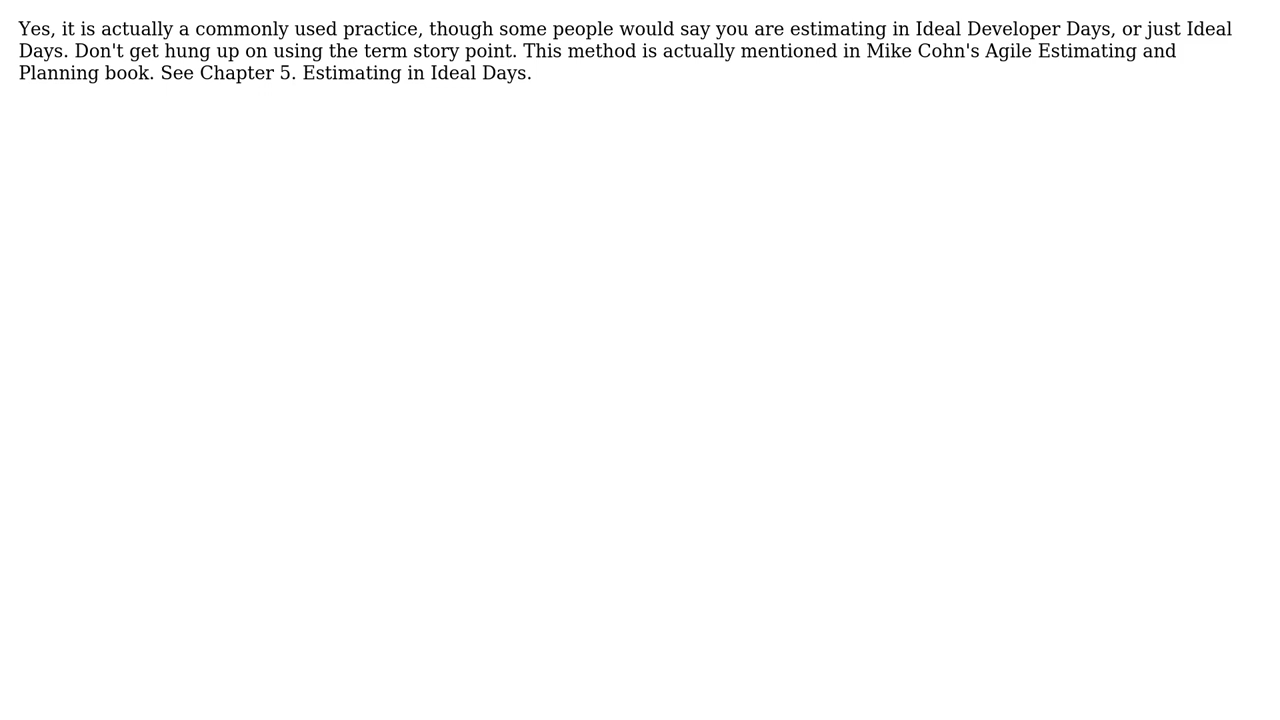 Yes, it is actually a commonly used practice, though some people would say you are estimating in Ideal Developer Days, or just Ideal
Days. Don't get hung up on using the term story point. This method is actually mentioned in Mike Cohn's Agile Estimating and
Planning book. See Chapter 5. Estimating in Ideal Days.